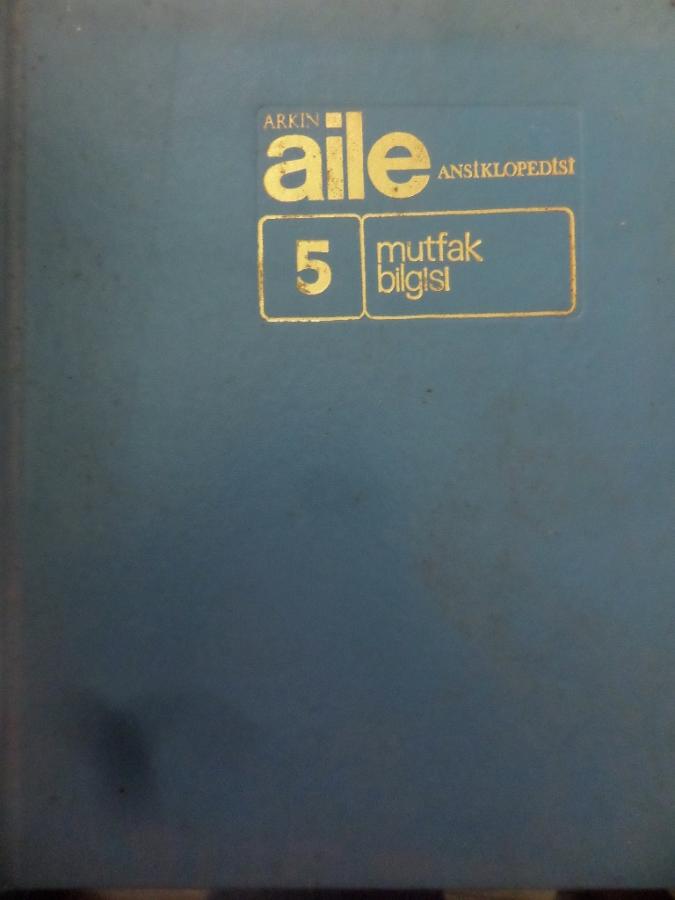 ARKIN
aile ANSİKLOPEDİSİ
5
mutfak
bilgisi